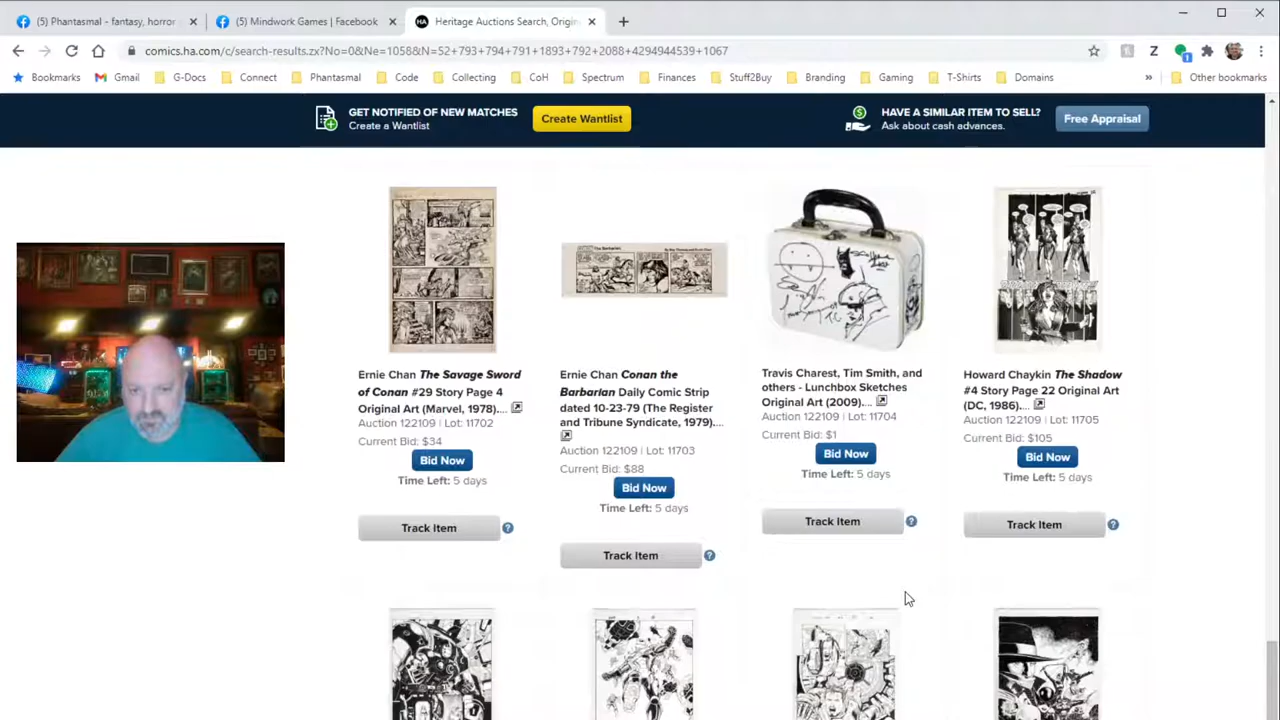 (5) Phantasmal - fantasy, horror
(5) Mindwork Games | Facebook
HA Heritage Auctions Search, Origin
comics.ha.com/c/search-results.zx?No=0&Ne=1058&N=52+793+794+791+1893+792+2088+4294944539+1067
Bookmarks Gmail G-Docs Connect Phantasmal Code Collecting CoH Spectrum Finances Stuff2Buy Branding Gaming T-Shirts Domains » Other bookmarks
GET NOTIFIED OF NEW MATCHES
Create a Wantlist
Create Wantlist
HAVE A SIMILAR ITEM TO SELL?
Ask about cash advances.
Free Appraisal
Ernie Chan The Savage Sword
of Conan #29 Story Page 4
Original Art (Marvel, 1978)....
Auction 122109 | Lot: 11702
Current Bid: $34
Bid Now
Time Left: 5 days
Track Item
Ernie Chan Conan the
Barbarian Daily Comic Strip
dated 10-23-79 (The Register
and Tribune Syndicate, 1979)....
Auction 122109 | Lot: 11703
Current Bid: $88
Bid Now
Time Left: 5 days
Track Item
Travis Charest, Tim Smith, and
others - Lunchbox Sketches
Original Art (2009)....
Auction 122109 | Lot: 11704
Current Bid: $1
Bid Now
Time Left: 5 days
Track Item
Howard Chaykin The Shadow
#4 Story Page 22 Original Art
(DC, 1986)....
Auction 122109 | Lot: 11705
Current Bid: $105
Bid Now
Time Left: 5 days
Track Item